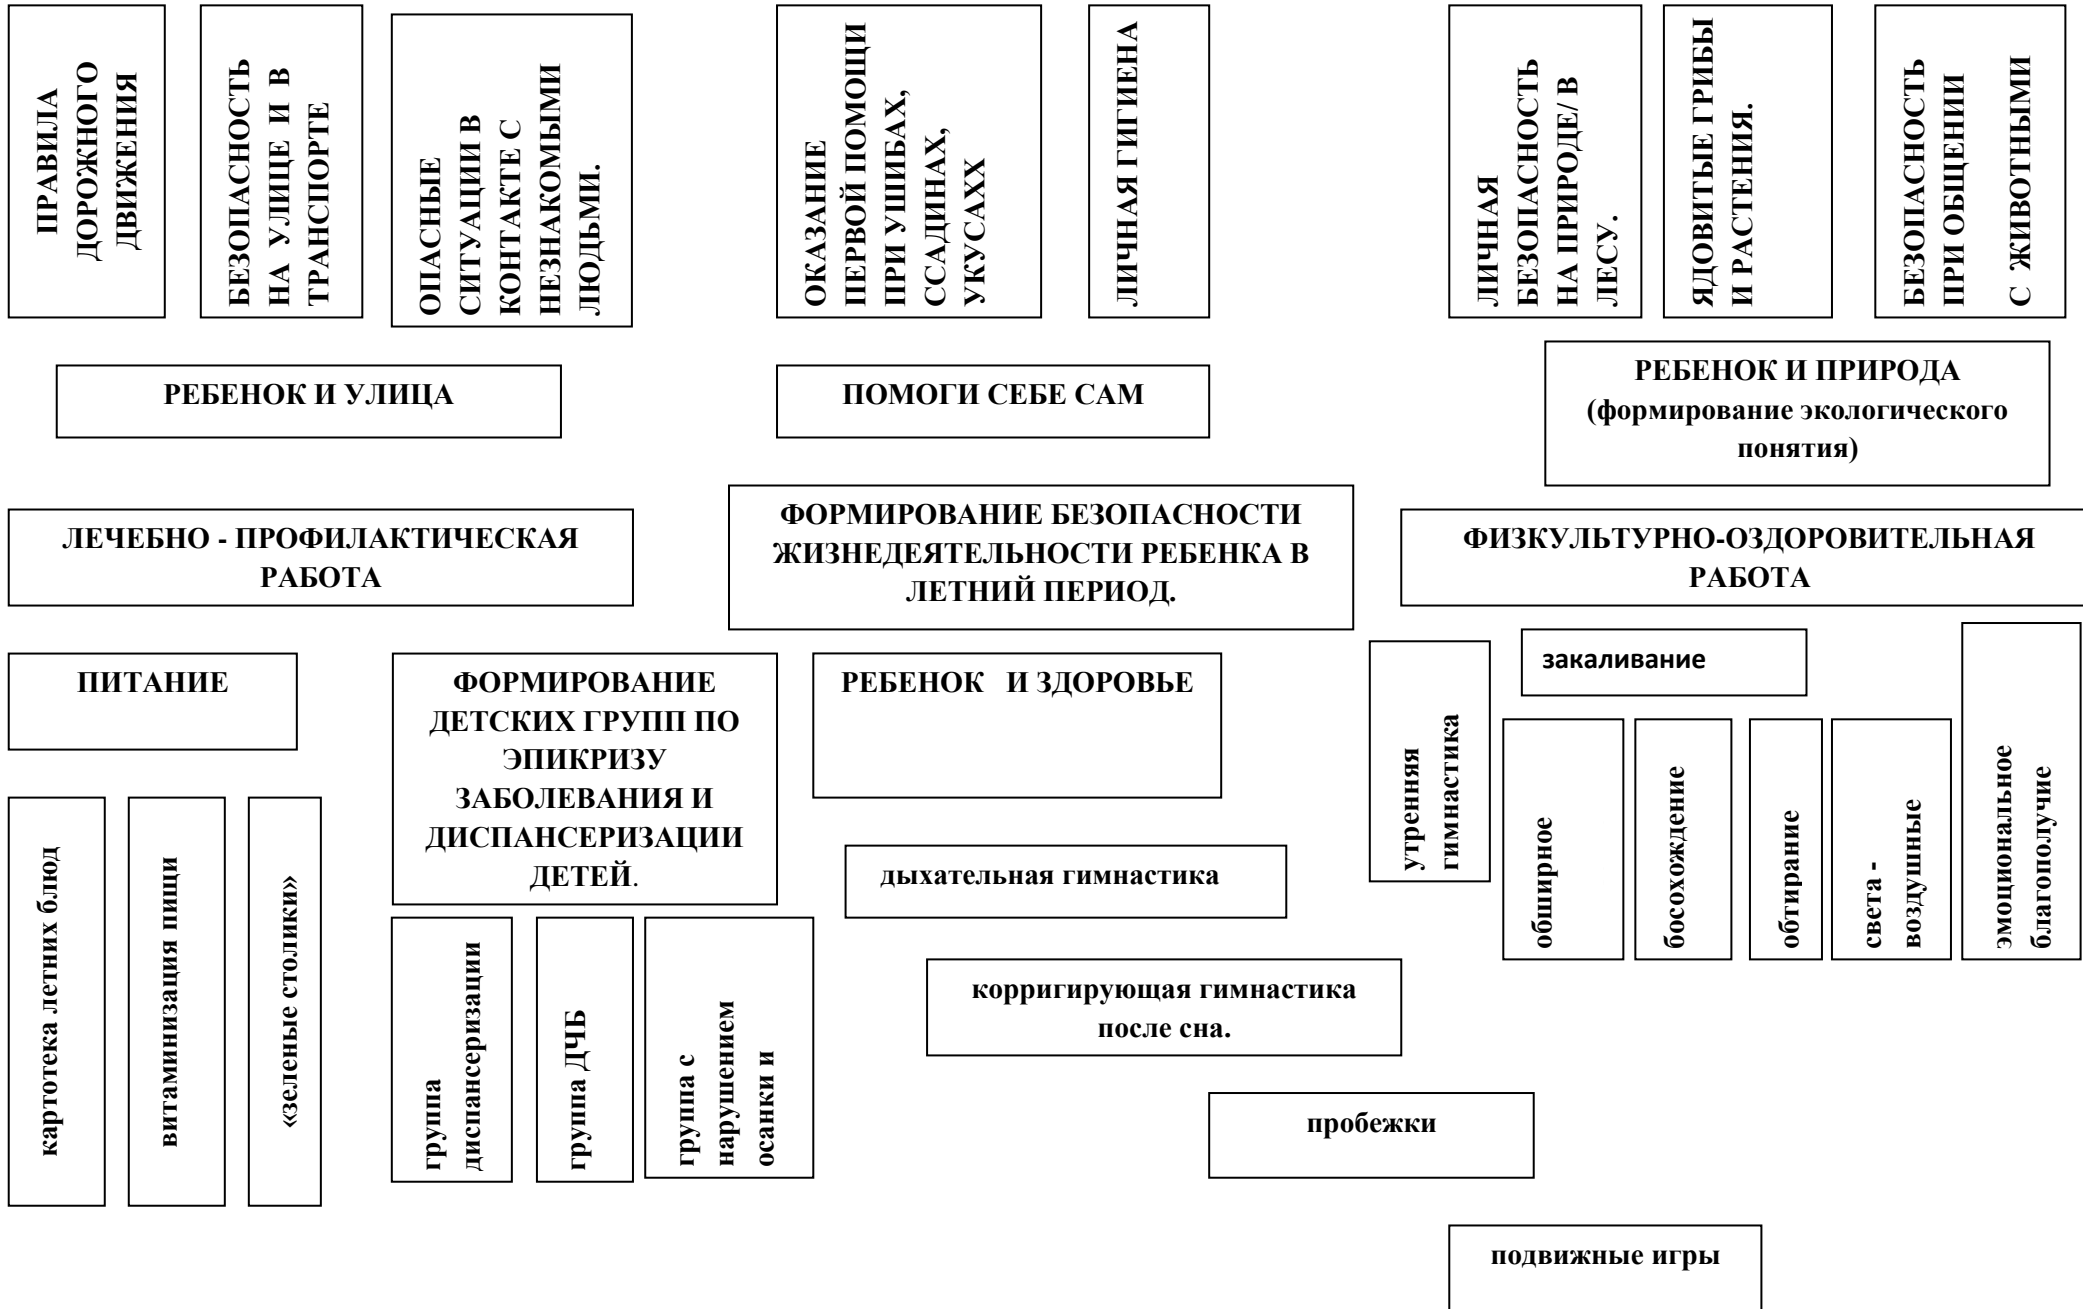 ПРАВИЛА
ДОРОЖНОГО
ДВИЖЕНИЯ
БЕЗОПАСНОСТЬ
НА УЛИЦЕ И В
ТРАНСПОРТЕ
ОПАСНЫЕ
СИТУАЦИИ В
КОНТАКТЕ С
НЕЗНАКОМЫМИ
ЛЮДЬМИ.
ОКАЗАНИЕ
ПЕРВОЙ ПОМОЩИ
ПРИ УШИБАХ,
ССАДИНАХ,
УКУСАХХ
ЛИЧНАЯ ГИГИЕНА
ЛИЧНАЯ
БЕЗОПАСНОСТЬ
НА ПРИРОДЕ/ В
ЛЕСУ.
ЯДОВИТЫЕ ГРИБЫ
И РАСТЕНИЯ.
БЕЗОПАСНОСТЬ
ПРИ ОБЩЕНИИ
С ЖИВОТНЫМИ
РЕБЕНОК И УЛИЦА
ПОМОГИ СЕБЕ САМ
РЕБЕНОК И ПРИРОДА
(формирование экологического
понятия)
ЛЕЧЕБНО - ПРОФИЛАКТИЧЕСКАЯ
РАБОТА
ФОРМИРОВАНИЕ БЕЗОПАСНОСТИ
ЖИЗНЕДЕЯТЕЛЬНОСТИ РЕБЕНКА В
ЛЕТНИЙ ПЕРИОД.
ФИЗКУЛЬТУРНО-ОЗДОРОВИТЕЛЬНАЯ
РАБОТА
ПИТАНИЕ
ФОРМИРОВАНИЕ
ДЕТСКИХ ГРУПП ПО
ЭПИКРИЗУ
ЗАБОЛЕВАНИЯ И
ДИСПАНСЕРИЗАЦИИ
ДЕТЕЙ.
РЕБЕНОК И ЗДОРОВЬЕ
утренняя
гимнастика
закаливание
обширное
босохождение
обтирание
света -
воздушные
эмоциональное
благополучие
картотека летних блюд
витаминизация пищи
«зеленые столики»
группа
диспансеризации
группа ДЧБ
группа с
нарушением
осанки и
дыхательная гимнастика
корригирующая гимнастика
после сна.
пробежки
подвижные игры